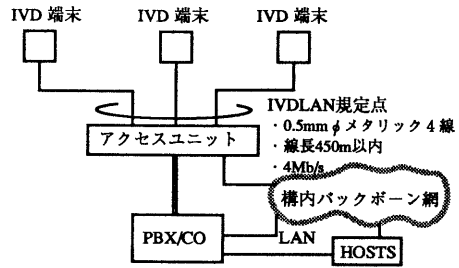 IVD 端末
IVD 端末
IVD 端末
IVDLAN規定点
・0.5mmφメタリック4線
・線長450m以内
・4Mb/s
アクセスユニット
構内バックボーン網
PBX/CO
LAN
HOSTS